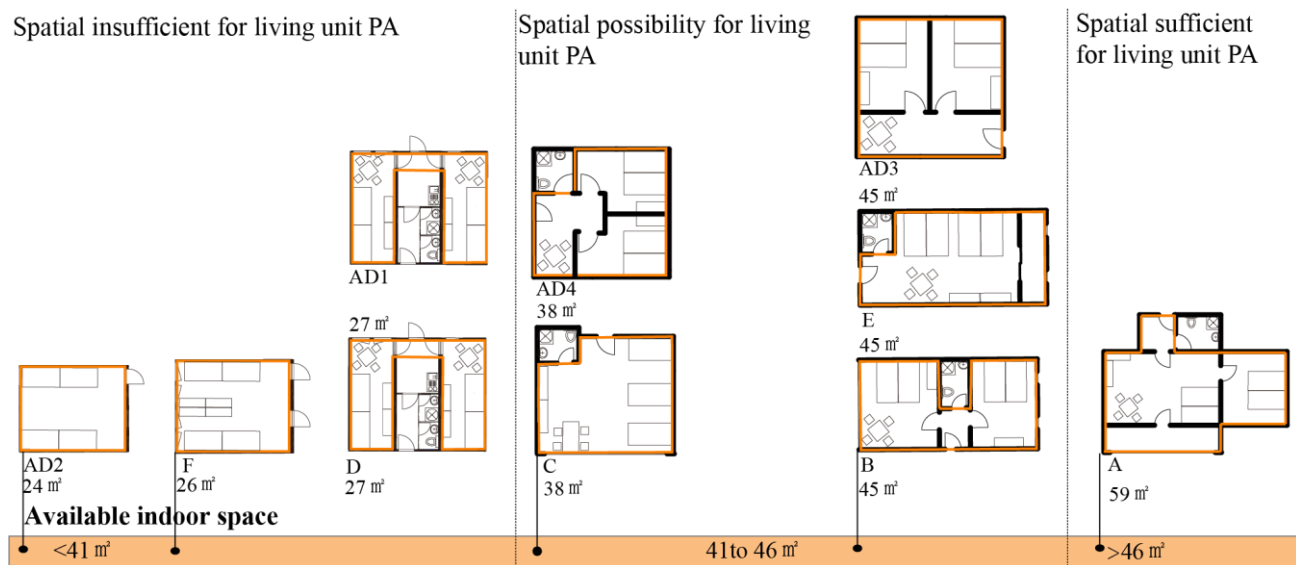 Spatial insufficient for living unit PA
Spatial possibility for living
unit PA
Spatial sufficient
for living unit PA
AD3
45 ㎡
AD1
27 ㎡
AD4
38 ㎡
E
45 ㎡
AD2
24 ㎡
F
26 ㎡
D
27 ㎡
C
38 ㎡
B
45 ㎡
A
59 ㎡
Available indoor space
<41 ㎡
41to 46 ㎡
>46 ㎡